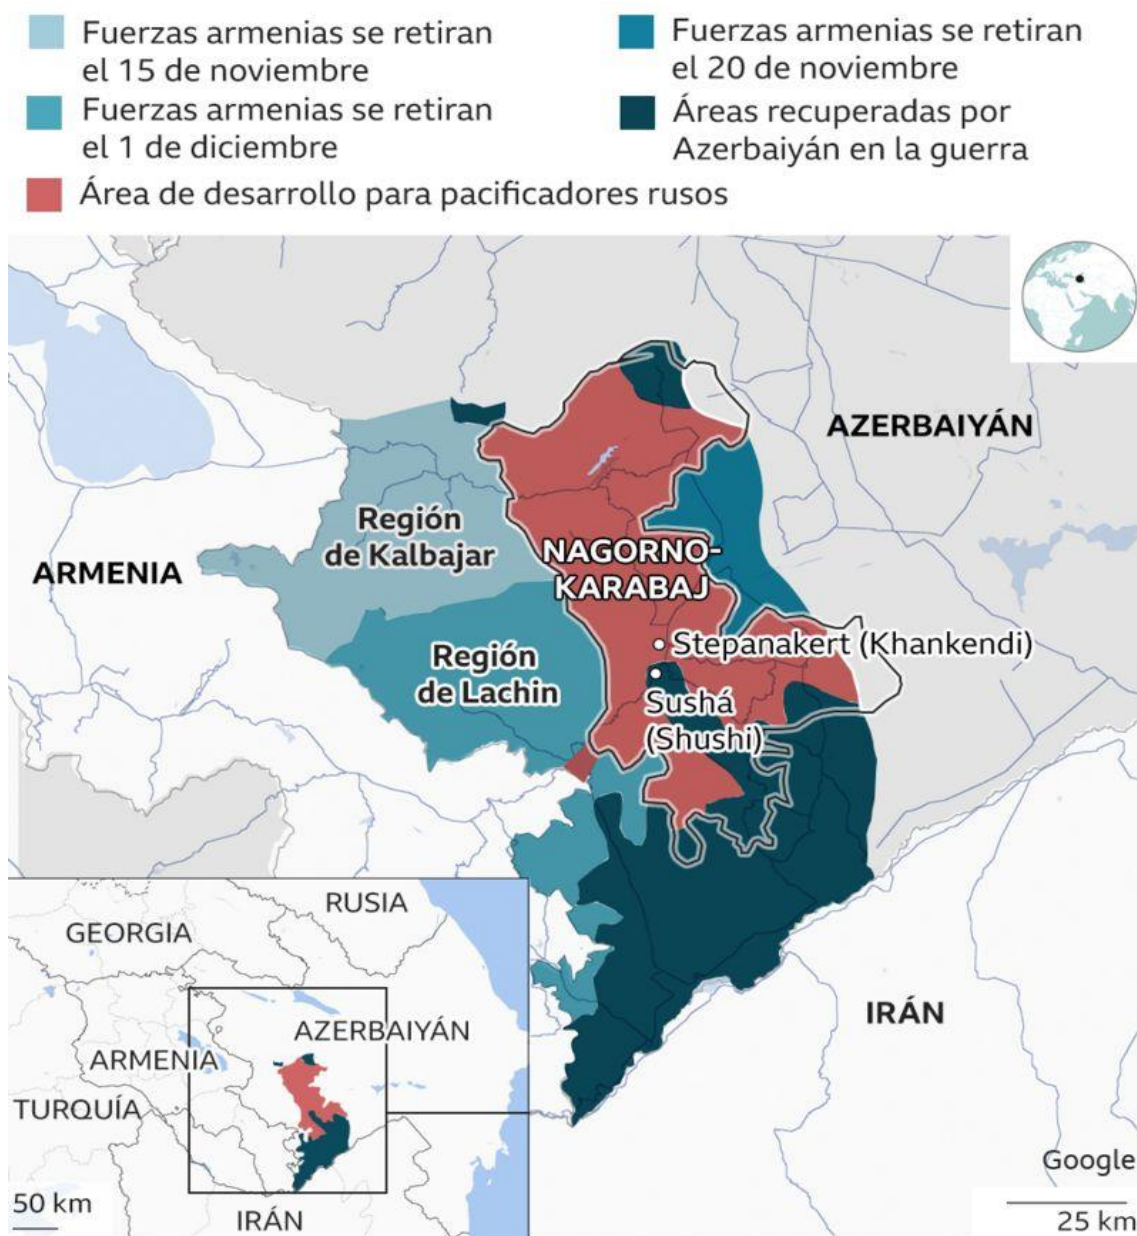 Fuerzas armenias se retiran
el 15 de noviembre
Fuerzas armenias se retiran
el 20 de noviembre
Fuerzas armenias se retiran
el 1 de diciembre
Áreas recuperadas por
Azerbaiyán en la guerra
Área de desarrollo para pacificadores rusos
AZERBAIYÁN
Región
de Kalbajar
ARMENIA
NAGORNO-
KARABAJ
Stepanakert (Khankendi)
Región
de Lachin
Sushá
(Shushi)
IRÁN
RUSIA
GEORGIA
AZERBAIYÁN
ARMENIA
TURQUÍA
IRÁN
50 km
Google
25 km